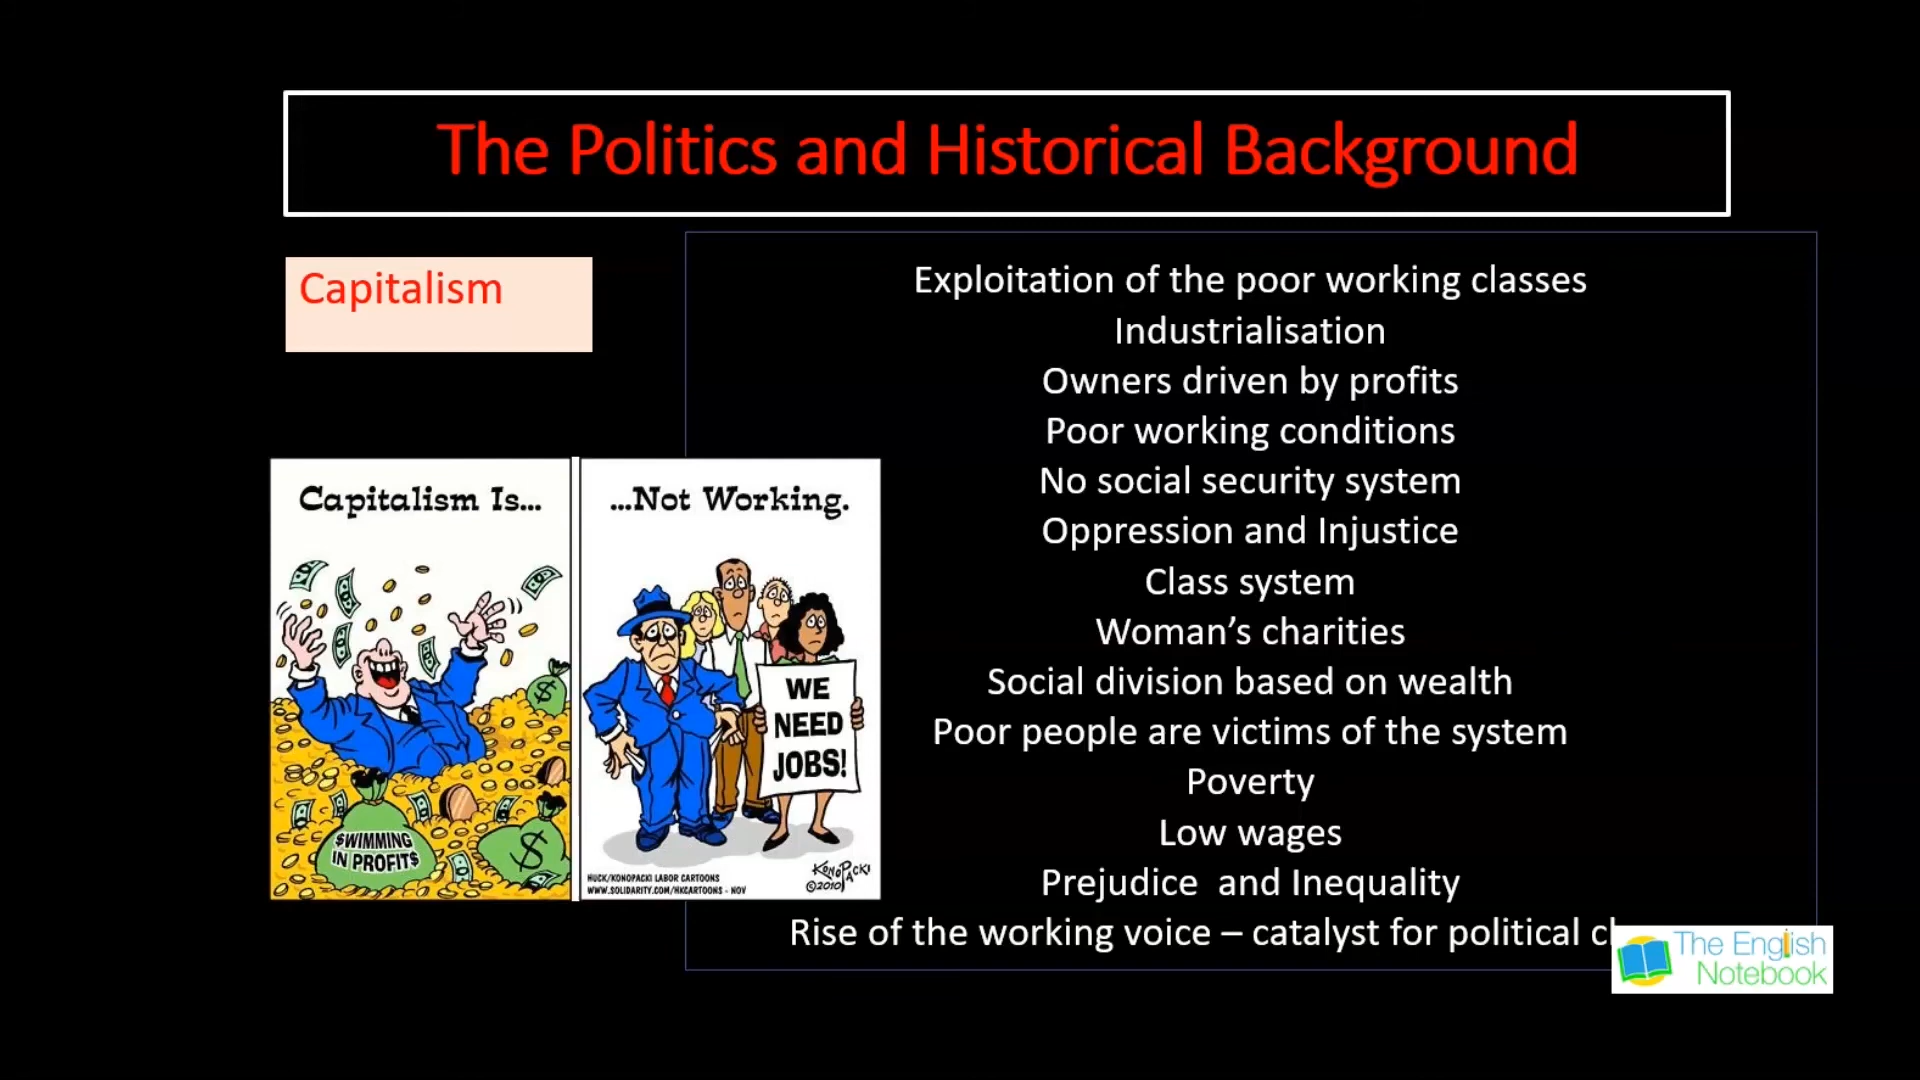 The Politics and Historical Background
Capitalism
Exploitation of the poor working classes
Industrialisation
Owners driven by profits
Poor working conditions
No social security system
Oppression and Injustice
Class system
Woman’s charities
Social division based on wealth
Poor people are victims of the system
Poverty
Low wages
Prejudice  and Inequality
Rise of the working voice – catalyst for political
Capitalism Is...
...Not Working.
WE
NEED
JOBS!
$WIMMING
IN PROFIT$
$
$
HUCK/KONOPACKI LABOR CARTOONS
WWW.SOLIDARITY.COM/HKCARTOONS - NOV
KONOPACKI
©2010
The English
Notebook